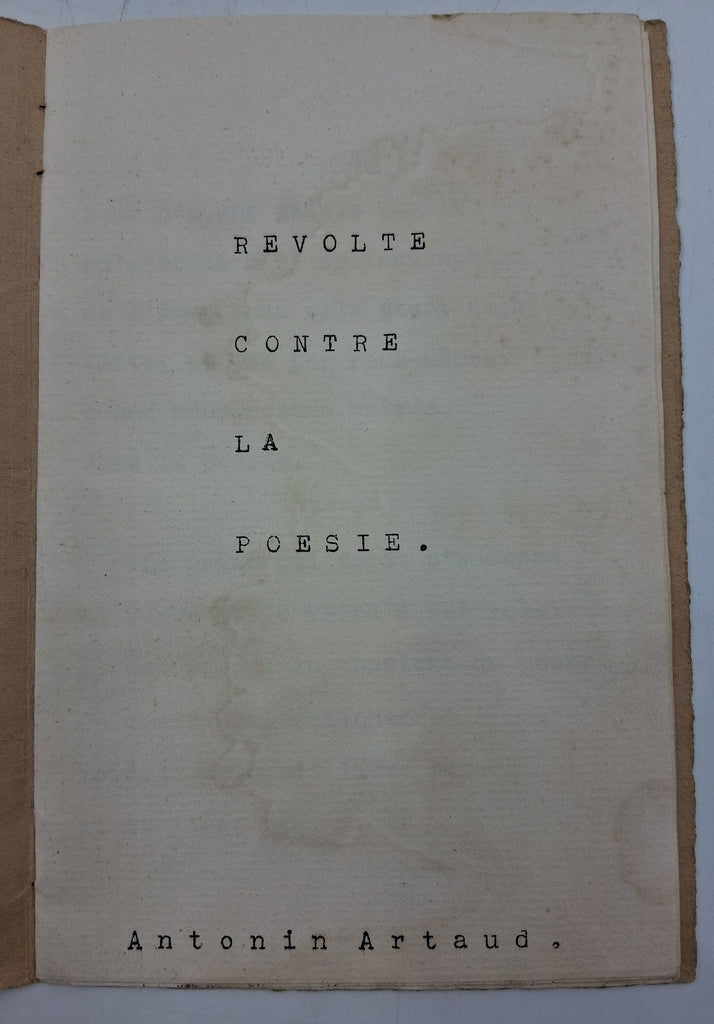 REVOLTE
CONTRE
LA
POESIE.
Antonin Artaud.